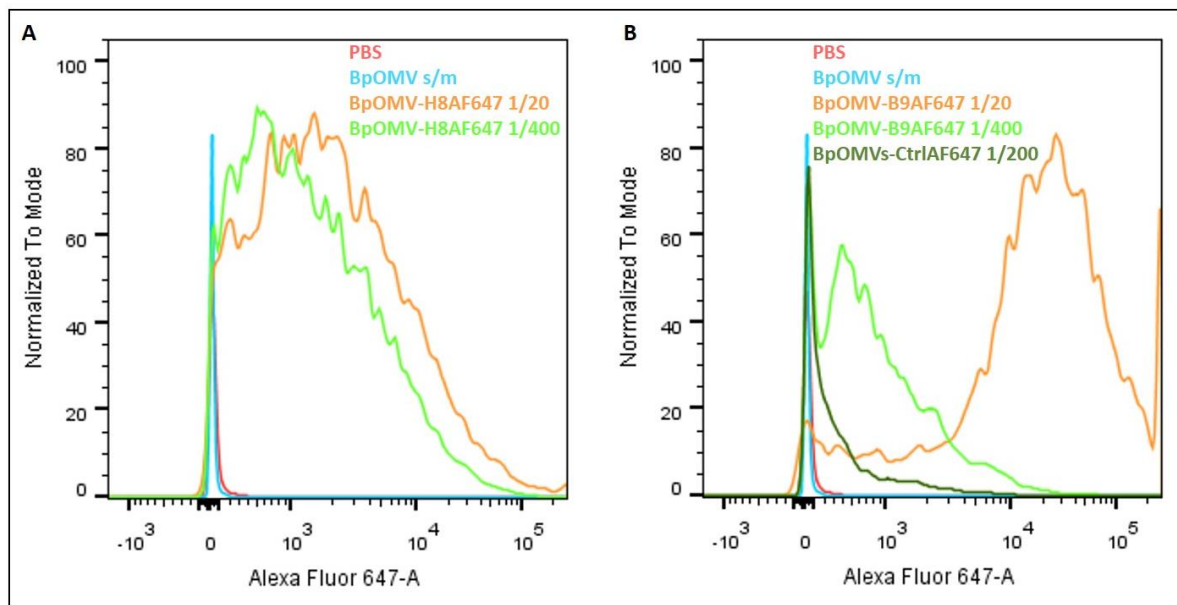 A
PBS
BpOMV s/m
BpOMV-H8AF647 1/20
BpOMV-H8AF647 1/400
100
80
60
40
20
0
Normalized To Mode
-10^3
0
10^3
10^4
10^5
Alexa Fluor 647-A
B
PBS
BpOMV s/m
BpOMV-B9AF647 1/20
BpOMV-B9AF647 1/400
BpOMVs-CtrlAF647 1/200
100
80
60
40
20
0
Normalized To Mode
-10^3
0
10^3
10^4
10^5
Alexa Fluor 647-A